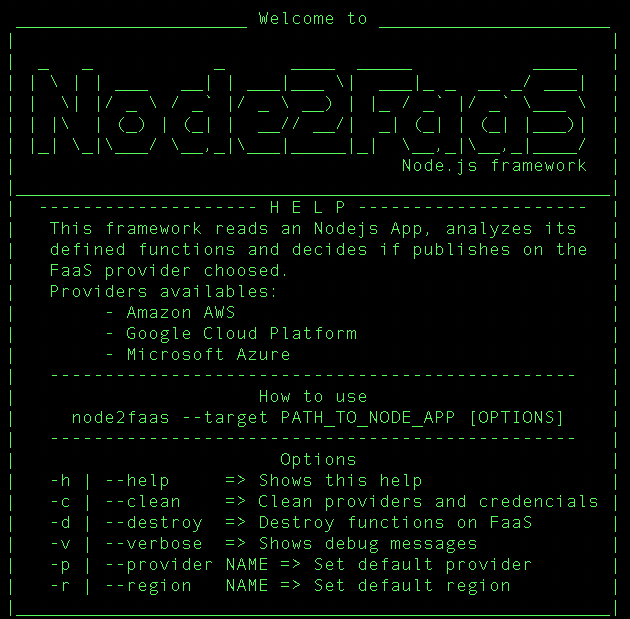 Welcome to
Node2FaaS
Node.js framework
------------------- H E L P --------------------
This framework reads an Nodejs App, analyzes its
defined functions and decides if publishes on the
FaaS provider choosed.
Providers availables:
- Amazon AWS
- Google Cloud Platform
- Microsoft Azure
------------------------------------------------
How to use
node2faas --target PATH_TO_NODE_APP [OPTIONS]
------------------------------------------------
Options
-h | --help => Shows this help
-c | --clean => Clean providers and credencials
-d | --destroy => Destroy functions on FaaS
-v | --verbose => Shows debug messages
-p | --provider NAME => Set default provider
-r | --region NAME => Set default region